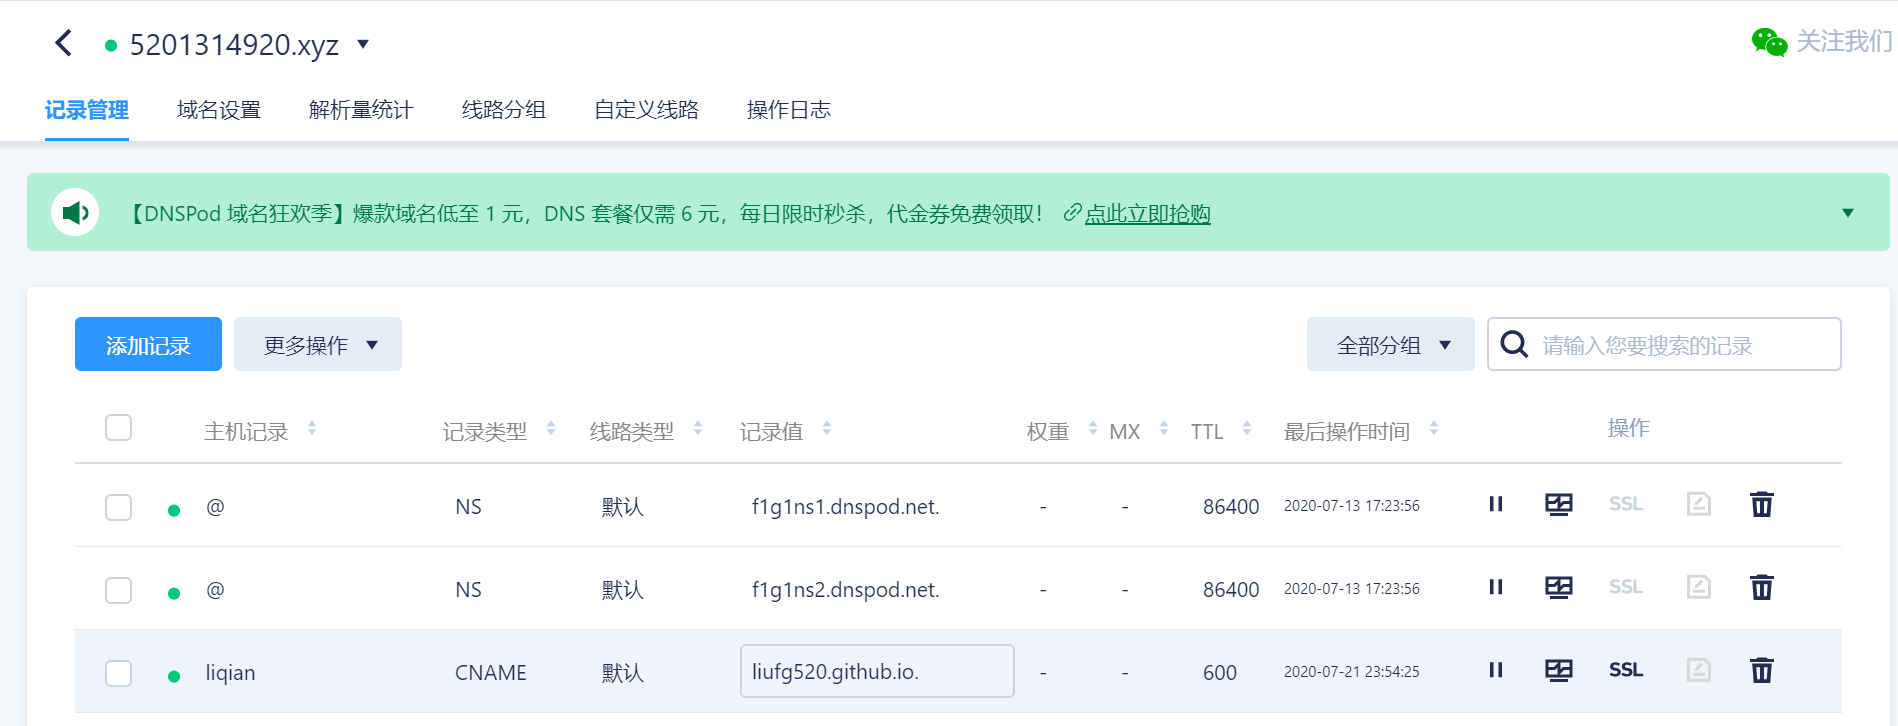 5201314920.xyz
关注我们
记录管理 域名设置 解析量统计 线路分组 自定义线路 操作日志
【DNSPod 域名狂欢季】爆款域名低至 1 元，DNS 套餐仅需 6 元，每日限时秒杀，代金券免费领取！ 点此立即抢购
添加记录 更多操作 全部分组 请输入您要搜索的记录
主机记录 记录类型 线路类型 记录值 权重 MX TTL 最后操作时间 操作
@ NS 默认 f1g1ns1.dnspod.net. - - 86400 2020-07-13 17:23:56 SSL
@ NS 默认 f1g1ns2.dnspod.net. - - 86400 2020-07-13 17:23:56 SSL
liqian CNAME 默认 liufg520.github.io. - - 600 2020-07-21 23:54:25 SSL